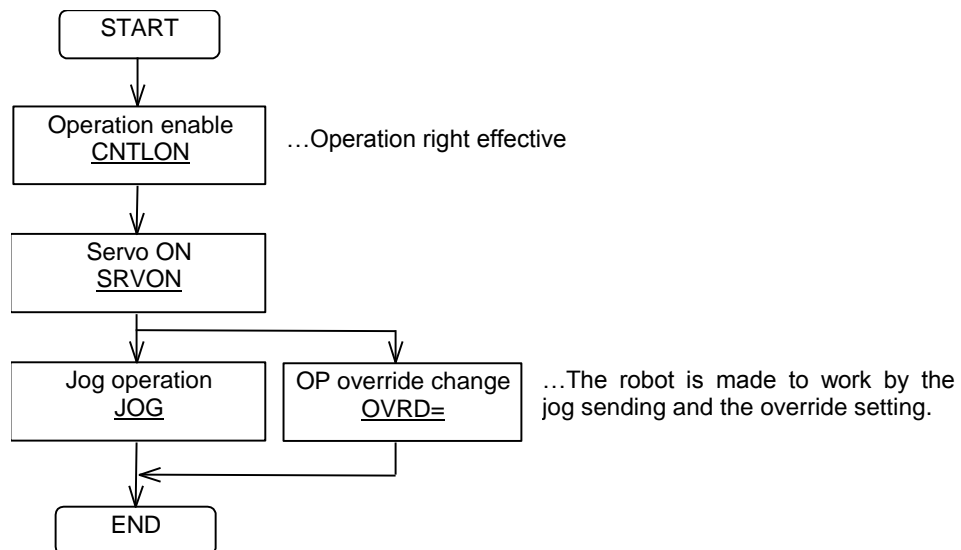 START
Operation enable
CNTLON
…Operation right effective
Servo ON
SRVON
Jog operation
JOG
OP override change
OVRD=
…The robot is made to work by the
jog sending and the override setting.
END